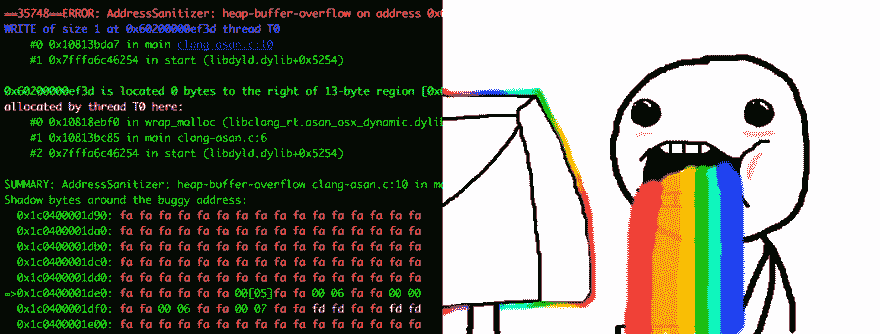 ==35748==ERROR: AddressSanitizer: heap-buffer-overflow on address 0x6
WRITE of size 1 at 0x60200000ef3d thread T0
#0 0x10813bda7 in main clang-asan.c:10
#1 0x7fffa6c46254 in start (libdyld.dylib+0x5254)
0x60200000ef3d is located 0 bytes to the right of 13-byte region [0x
allocated by thread T0 here:
#0 0x10818ebf0 in wrap_malloc (libclang_rt.asan_osx_dynamic.dylib
#1 0x10813bc85 in main clang-asan.c:6
#2 0x7fffa6c46254 in start (libdyld.dylib+0x5254)
SUMMARY: AddressSanitizer: heap-buffer-overflow clang-asan.c:10 in m
Shadow bytes around the buggy address:
0x1c0400001d90: fa fa fa fa fa fa fa fa fa fa fa fa fa fa fa fa
0x1c0400001da0: fa fa fa fa fa fa fa fa fa fa fa fa fa fa fa fa
0x1c0400001db0: fa fa fa fa fa fa fa fa fa fa fa fa fa fa fa fa
0x1c0400001dc0: fa fa fa fa fa fa fa fa fa fa fa fa fa fa fa fa
0x1c0400001dd0: fa fa fa fa fa fa fa fa fa fa fa fa fa fa fa fa
=>0x1c0400001de0: fa fa fa fa fa fa 00[05]fa fa 00 06 fa fa 00 00
0x1c0400001df0: fa fa 00 06 fa fa 00 07 fa fa fd fd fa fa fd fd
0x1c0400001e00: fa fa fa fa fa fa fa fa fa fa fa fa fa fa fa fa